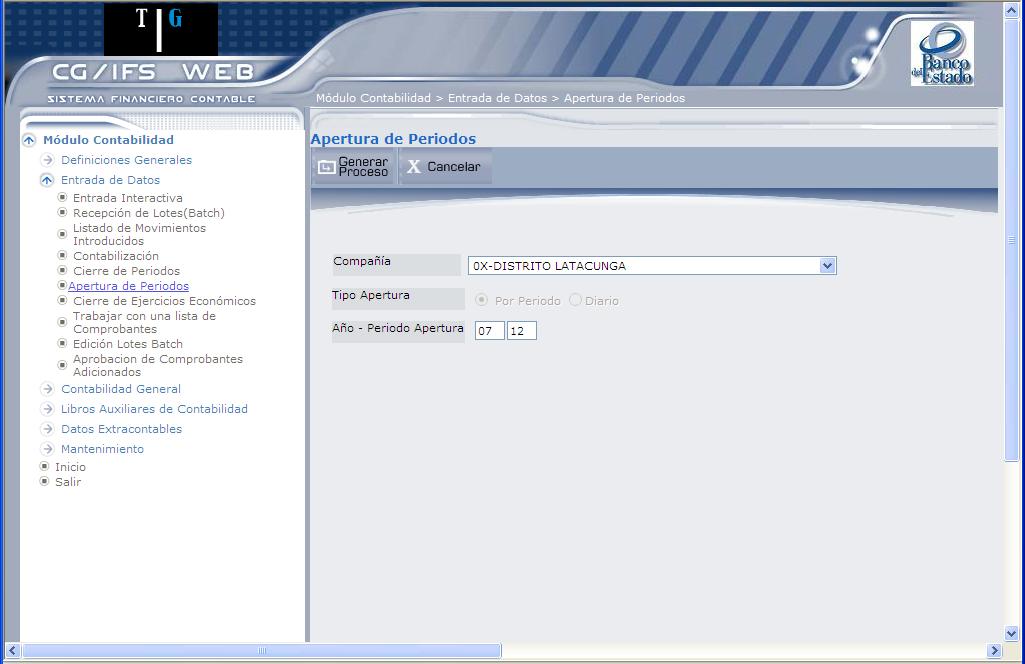 TG
CG/IFS WEB
SISTEMA FINANCIERO CONTABLE
Banco
del Estado
Módulo Contabilidad > Entrada de Datos > Apertura de Periodos
Módulo Contabilidad
Definiciones Generales
Entrada de Datos
Entrada Interactiva
Recepción de Lotes(Batch)
Listado de Movimientos
Introducidos
Contabilización
Cierre de Periodos
Apertura de Periodos
Cierre de Ejercicios Económicos
Trabajar con una lista de
Comprobantes
Edición Lotes Batch
Aprobacion de Comprobantes
Adicionados
Contabilidad General
Libros Auxiliares de Contabilidad
Datos Extracontables
Mantenimiento
Inicio
Salir
Apertura de Periodos
Generar
Proceso
X Cancelar
Compañía
0X-DISTRITO LATACUNGA
Tipo Apertura
Por Periodo Diario
Año - Periodo Apertura
07 12